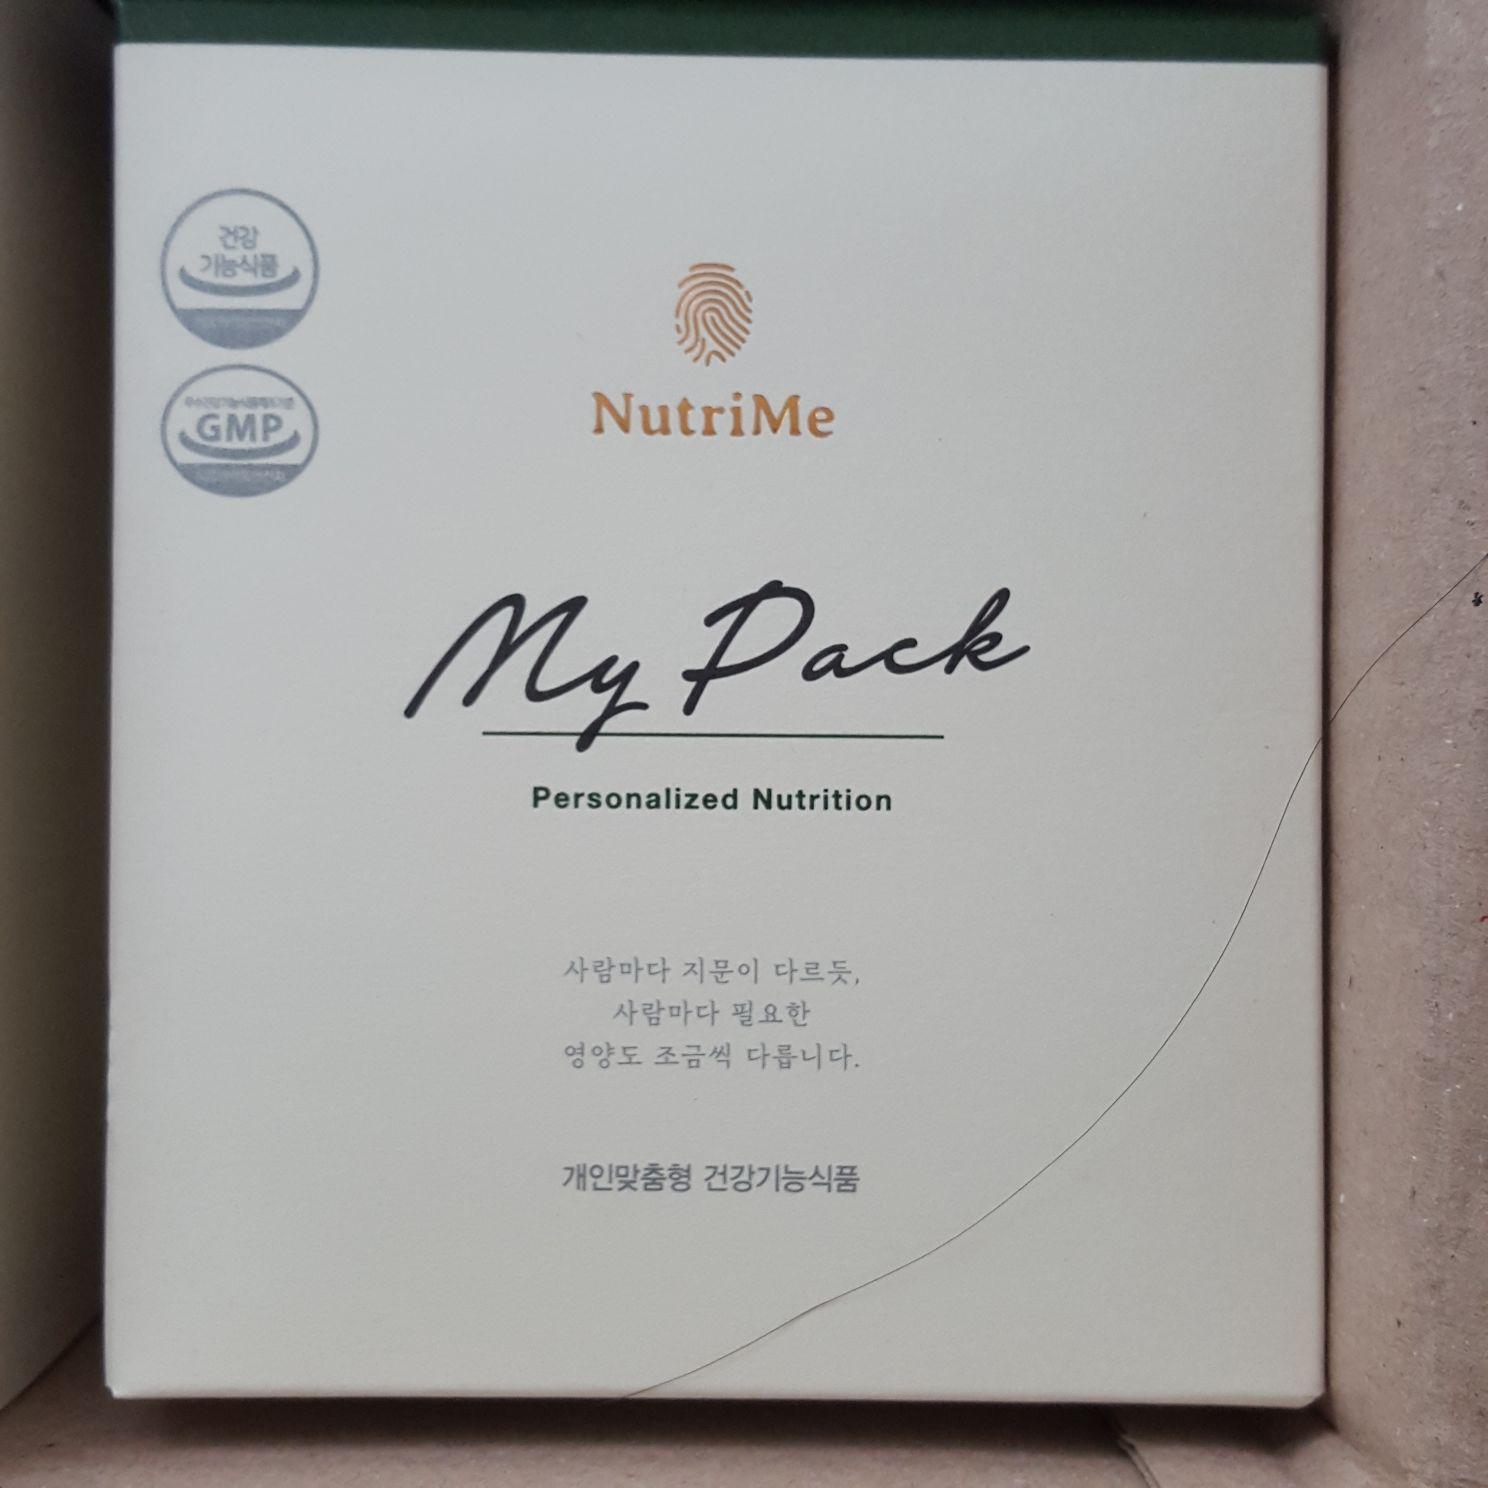 건강
기능식품
GMP
NutriMe
My Pack
Personalized Nutrition
사람마다 지문이 다르듯,
사람마다 필요한
영양도 조금씩 다릅니다.
개인맞춤형 건강기능식품